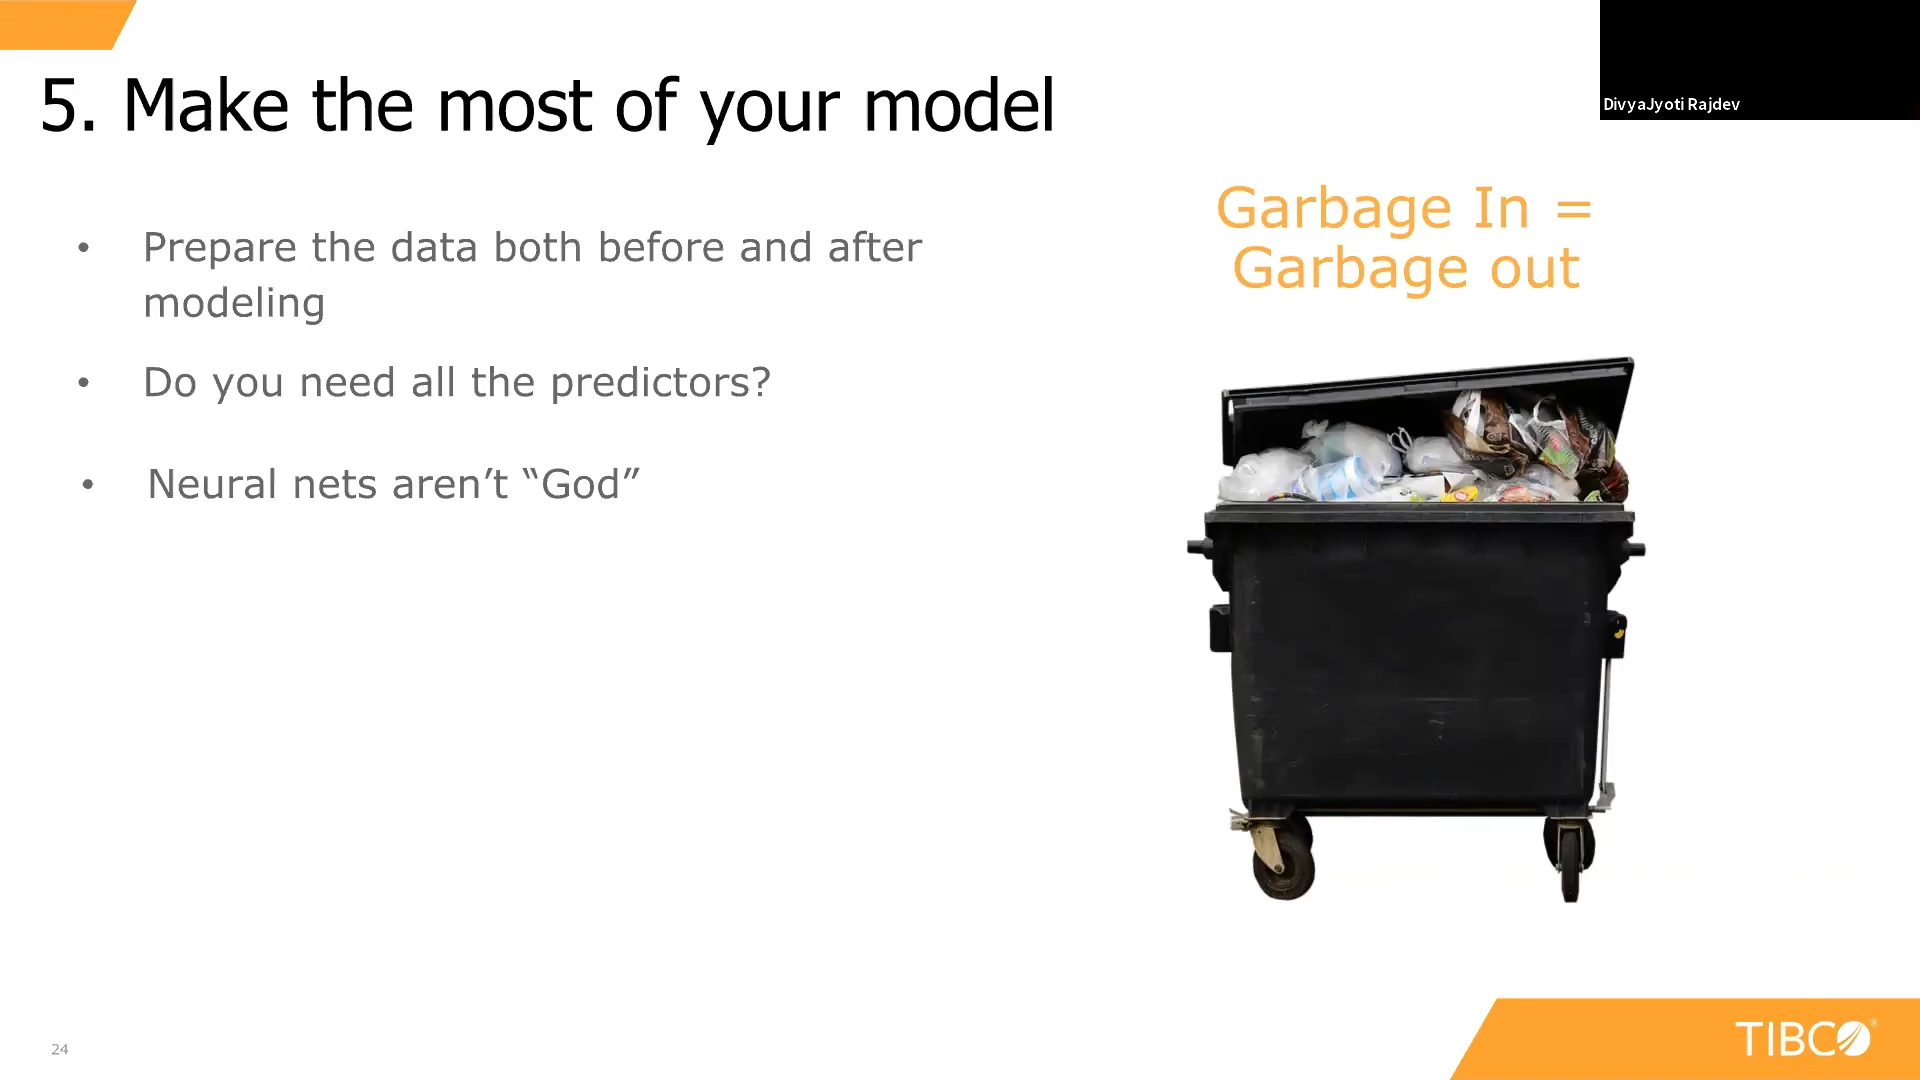 5. Make the most of your model
DivyaJyoti Rajdev
• Prepare the data both before and after
modeling
• Do you need all the predictors?
• Neural nets aren’t “God”
Garbage In =
Garbage out
24
TIBCO®